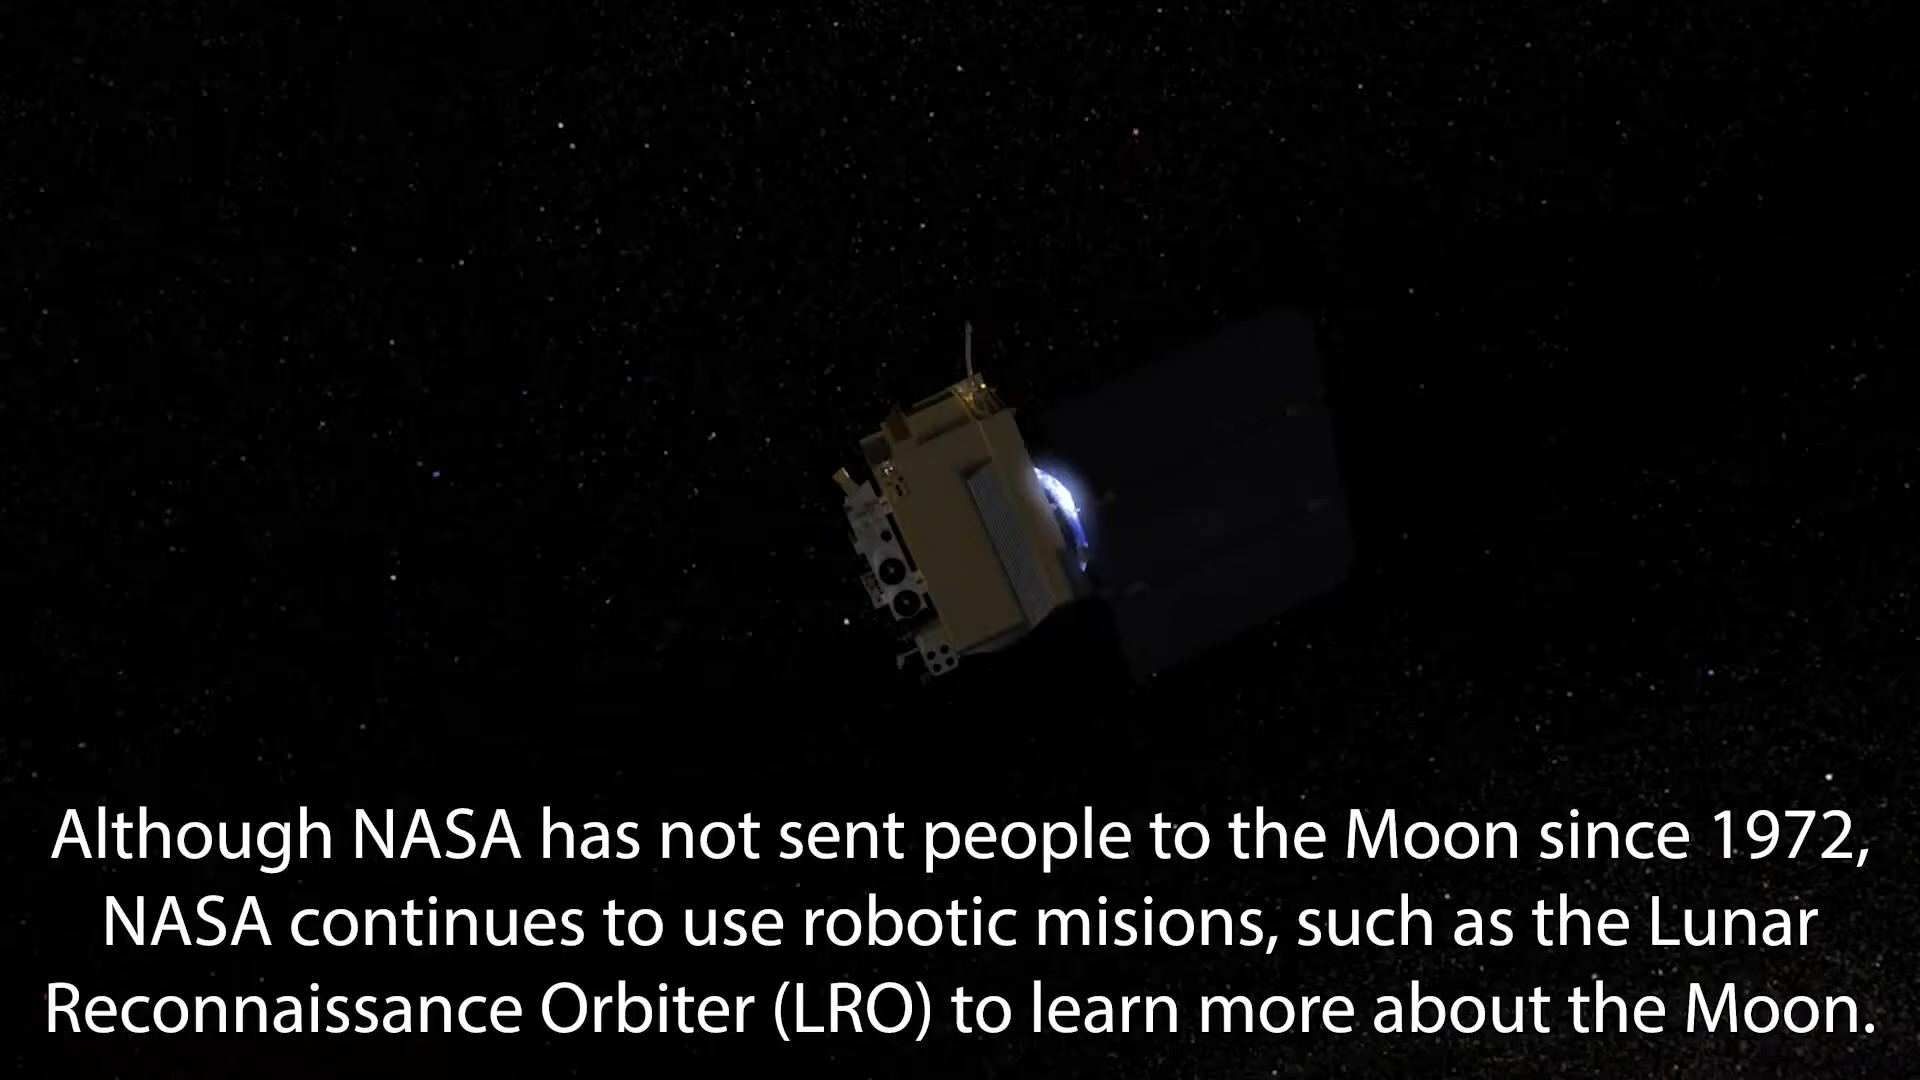 Although NASA has not sent people to the Moon since 1972,
NASA continues to use robotic misions, such as the Lunar
Reconnaissance Orbiter (LRO) to learn more about the Moon.